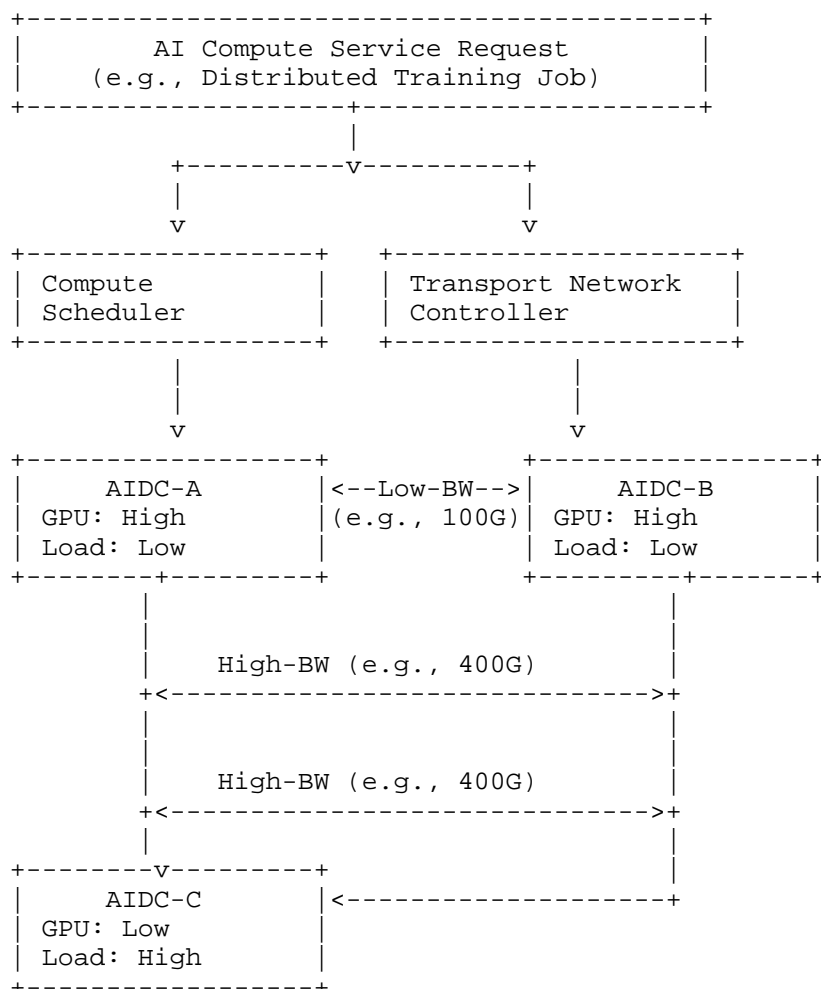 AI Compute Service Request
(e.g., Distributed Training Job)
Compute
Scheduler
Transport Network
Controller
AIDC-A
GPU: High
Load: Low
<--Low-BW-->
(e.g., 100G)
AIDC-B
GPU: High
Load: Low
High-BW (e.g., 400G)
High-BW (e.g., 400G)
AIDC-C
GPU: Low
Load: High